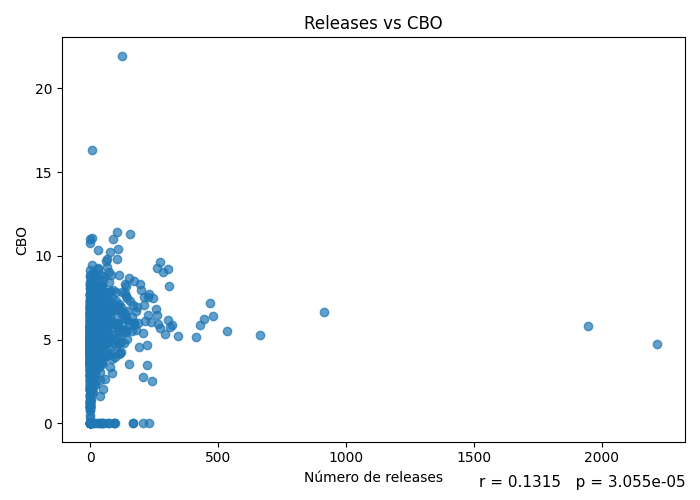 Releases vs CBO
CBO
20
15
10
5
0
0 500 1000 1500 2000
Número de releases
r = 0.1315 p = 3.055e-05